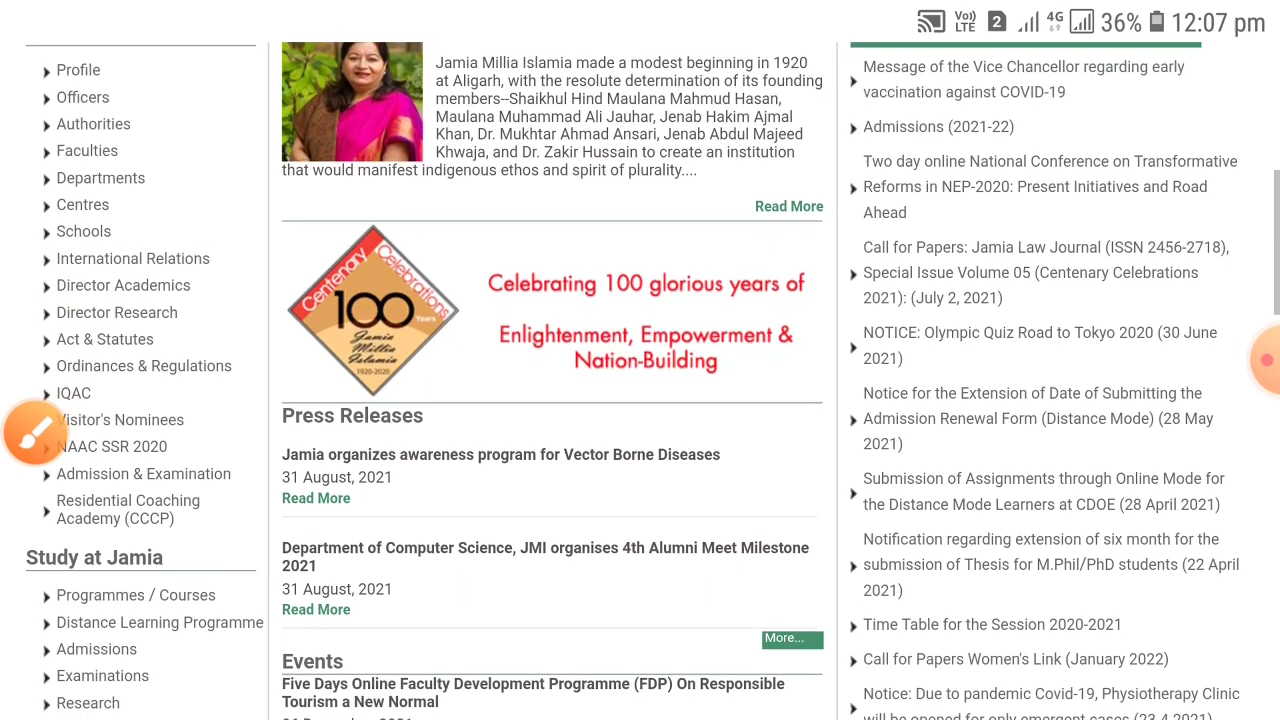 Vo))
LTE 2 4G 36% 12:07 pm
Profile
Officers
Authorities
Faculties
Departments
Centres
Schools
International Relations
Director Academics
Director Research
Act & Statutes
Ordinances & Regulations
IQAC
Visitor's Nominees
NAAC SSR 2020
Admission & Examination
Residential Coaching
Academy (CCCP)
Study at Jamia
Programmes / Courses
Distance Learning Programme
Admissions
Examinations
Research
Jamia Millia Islamia made a modest beginning in 1920
at Aligarh, with the resolute determination of its founding
members--Shaikhul Hind Maulana Mahmud Hasan,
Maulana Muhammad Ali Jauhar, Jenab Hakim Ajmal
Khan, Dr. Mukhtar Ahmad Ansari, Jenab Abdul Majeed
Khwaja, and Dr. Zakir Hussain to create an institution
that would manifest indigenous ethos and spirit of plurality....
Read More
Centenary Celebrations
100
Years
Jamia
Millia
Islamia
1920-2020
Celebrating 100 glorious years of
Enlightenment, Empowerment &
Nation-Building
Press Releases
Jamia organizes awareness program for Vector Borne Diseases
31 August, 2021
Read More
Department of Computer Science, JMI organises 4th Alumni Meet Milestone
2021
31 August, 2021
Read More
More...
Events
Five Days Online Faculty Development Programme (FDP) On Responsible
Tourism a New Normal
Message of the Vice Chancellor regarding early
vaccination against COVID-19
Admissions (2021-22)
Two day online National Conference on Transformative
Reforms in NEP-2020: Present Initiatives and Road
Ahead
Call for Papers: Jamia Law Journal (ISSN 2456-2718),
Special Issue Volume 05 (Centenary Celebrations
2021): (July 2, 2021)
NOTICE: Olympic Quiz Road to Tokyo 2020 (30 June
2021)
Notice for the Extension of Date of Submitting the
Admission Renewal Form (Distance Mode) (28 May
2021)
Submission of Assignments through Online Mode for
the Distance Mode Learners at CDOE (28 April 2021)
Notification regarding extension of six month for the
submission of Thesis for M.Phil/PhD students (22 April
2021)
Time Table for the Session 2020-2021
Call for Papers Women's Link (January 2022)
Notice: Due to pandemic Covid-19, Physiotherapy Clinic
will be opened for only emergent cases (23.4.2021)